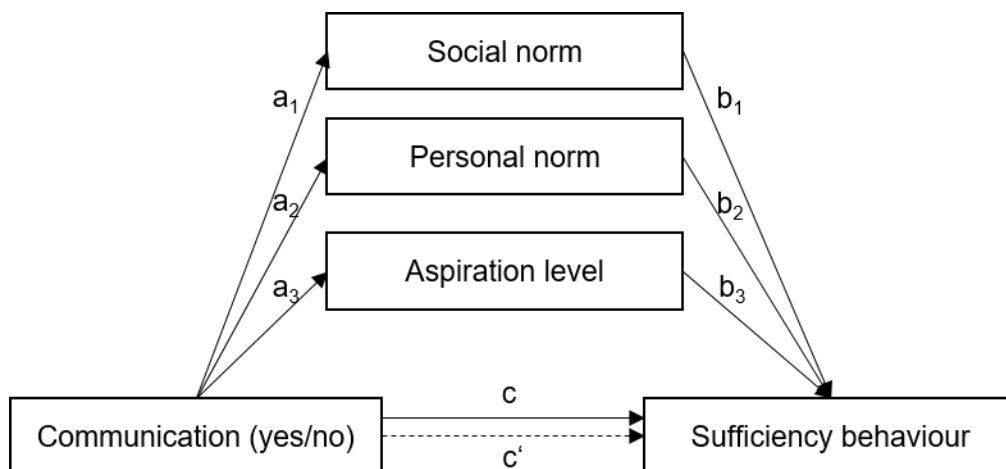 Social norm
a₁
b₁
Personal norm
a₂
b₂
Aspiration level
a₃
b₃
c
Communication (yes/no)
Sufficiency behaviour
c‘